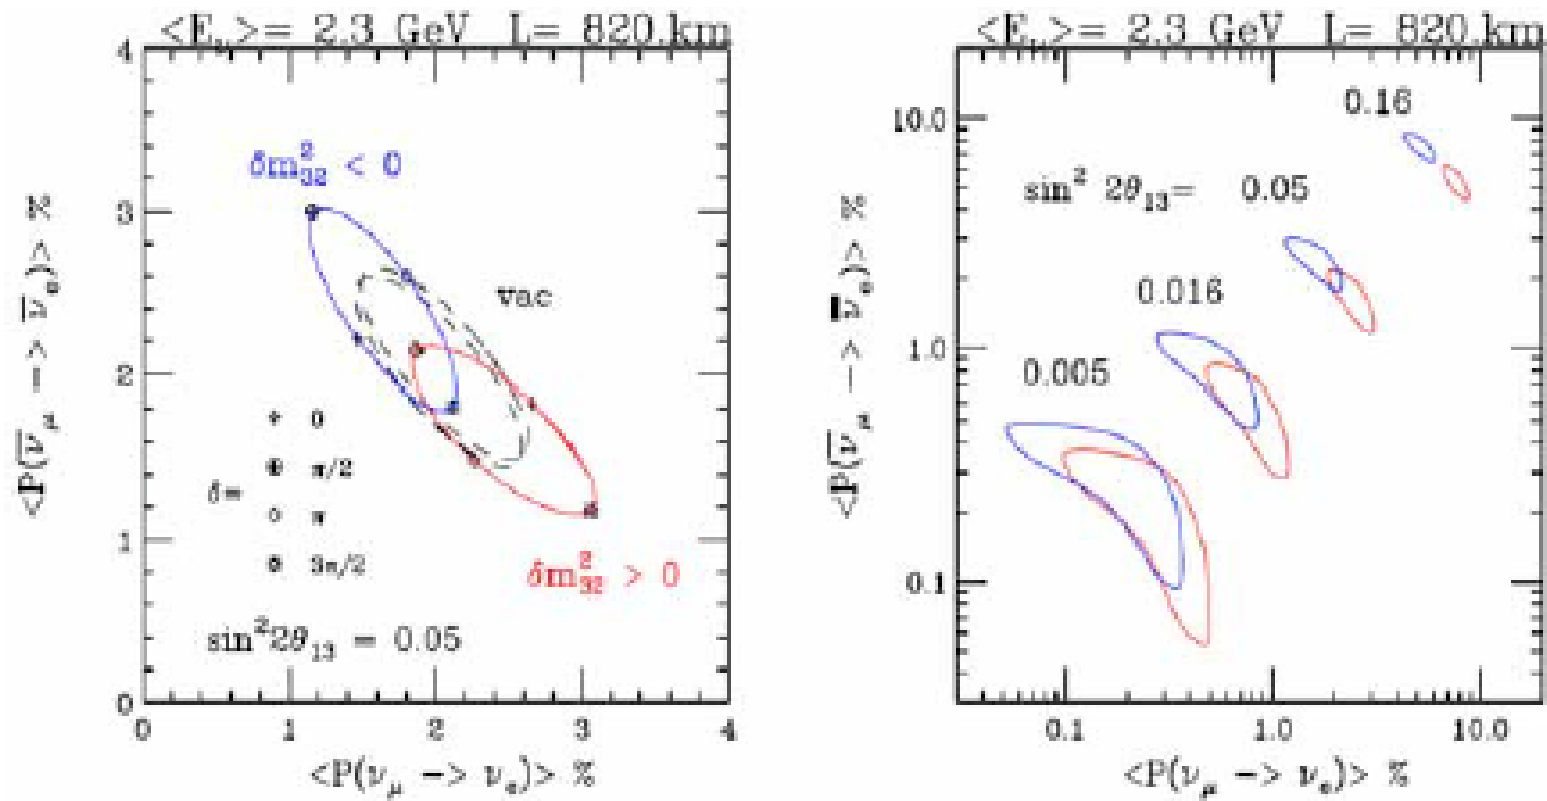 <E_ν>= 2.3 GeV L= 820.km
4
3
2
1
0
0 1 2 3 4
<P(ν̄_μ -> ν̄_e)> %
δm²₃₂ < 0
vac
δ=
+ 0
π/2
○ π
3π/2
δm²₃₂ > 0
sin²2θ₁₃ = 0.05
<P(ν_μ -> ν_e)> %
<E_ν>= 2.3 GeV L= 820.km
10.0
1.0
0.1
0.1 1.0 10.0
<P(ν̄_μ -> ν̄_e)> %
0.16
sin² 2θ₁₃= 0.05
0.016
0.005
<P(ν_μ -> ν_e)> %